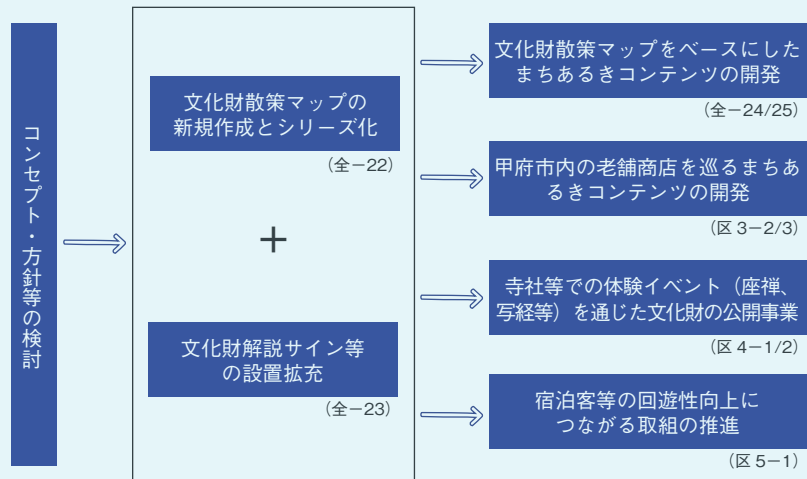 コンセプト・方針等の検討
文化財散策マップの
新規作成とシリーズ化
(全−22)
+
文化財解説サイン等
の設置拡充
(全−23)
文化財散策マップをベースにした
まちあるきコンテンツの開発
(全−24/25)
甲府市内の老舗商店を巡るまちあ
るきコンテンツの開発
(区3−2/3)
寺社等での体験イベント(座禅、
写経等)を通じた文化財の公開事業
(区4−1/2)
宿泊客等の回遊性向上に
つながる取組の推進
(区5−1)